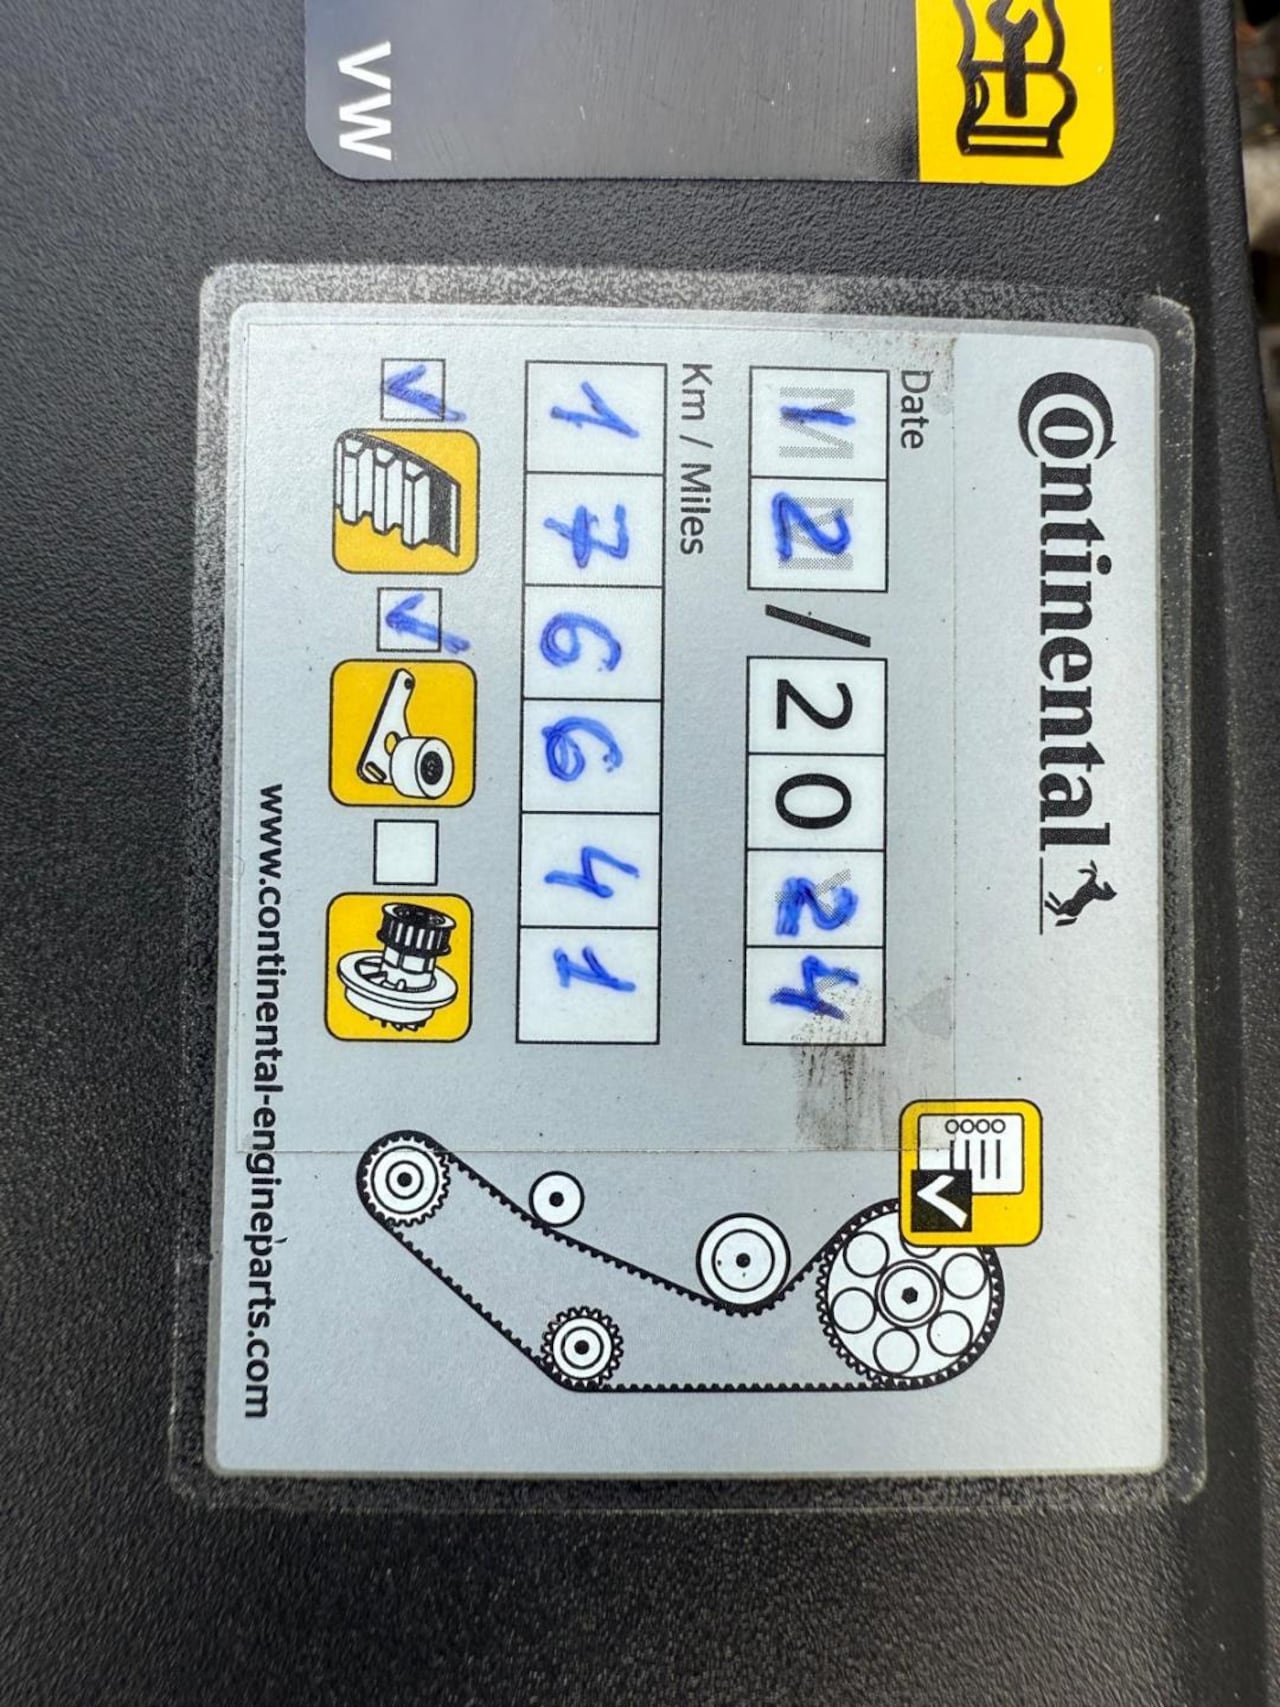 VW
Continental
Date
12/2024
Km / Miles
176641
www.continental-engineparts.com